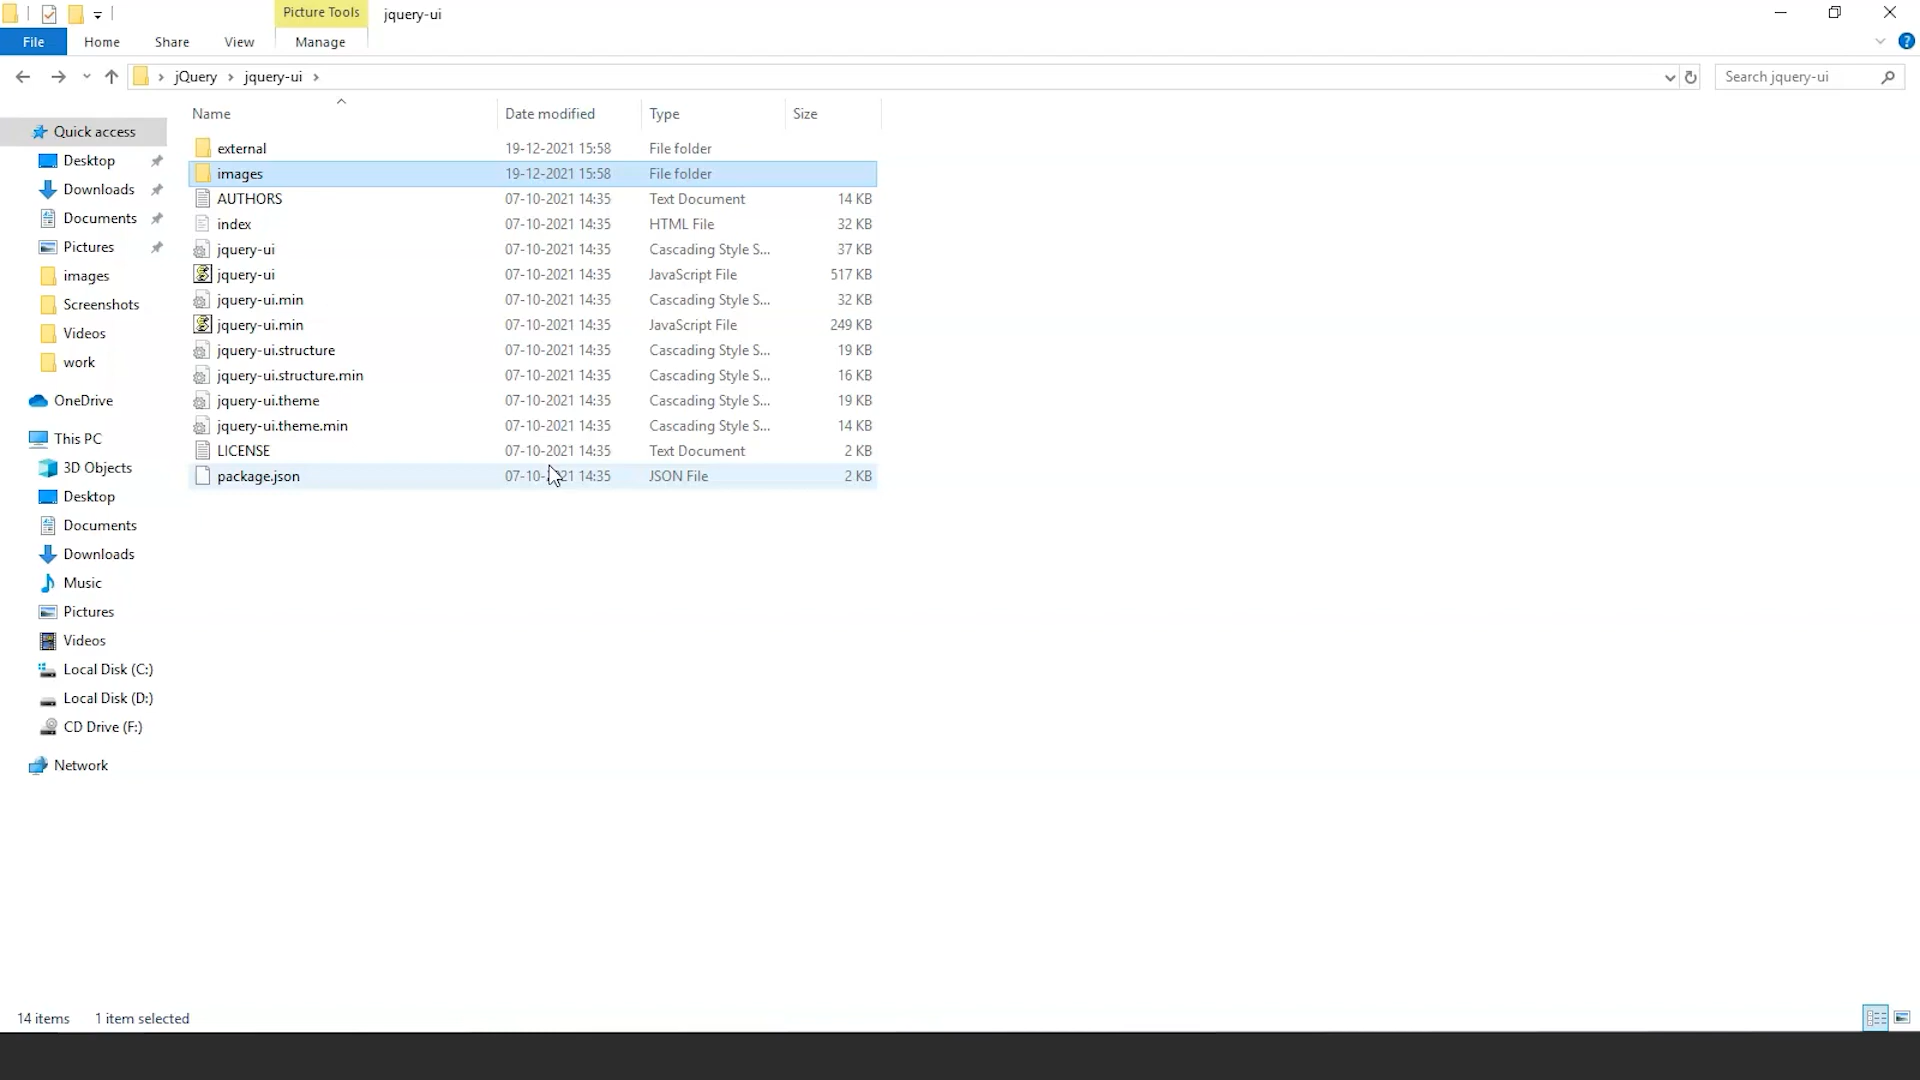 Picture Tools jquery-ui
File Home Share View Manage
jQuery jquery-ui Search jquery-ui
Name Date modified Type Size
Quick access
Desktop
Downloads
Documents
Pictures
images
Screenshots
Videos
work
OneDrive
This PC
3D Objects
Desktop
Documents
Downloads
Music
Pictures
Videos
Local Disk (C:)
Local Disk (D:)
CD Drive (F:)
Network
external 19-12-2021 15:58 File folder
images 19-12-2021 15:58 File folder
AUTHORS 07-10-2021 14:35 Text Document 14 KB
index 07-10-2021 14:35 HTML File 32 KB
jquery-ui 07-10-2021 14:35 Cascading Style S... 37 KB
jquery-ui 07-10-2021 14:35 JavaScript File 517 KB
jquery-ui.min 07-10-2021 14:35 Cascading Style S... 32 KB
jquery-ui.min 07-10-2021 14:35 JavaScript File 249 KB
jquery-ui.structure 07-10-2021 14:35 Cascading Style S... 19 KB
jquery-ui.structure.min 07-10-2021 14:35 Cascading Style S... 16 KB
jquery-ui.theme 07-10-2021 14:35 Cascading Style S... 19 KB
jquery-ui.theme.min 07-10-2021 14:35 Cascading Style S... 14 KB
LICENSE 07-10-2021 14:35 Text Document 2 KB
package.json 07-10-2021 14:35 JSON File 2 KB
14 items 1 item selected